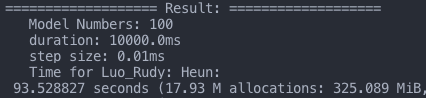 =================== Result: ===================
Model Numbers: 100
duration: 10000.0ms
step size: 0.01ms
Time for Luo_Rudy: Heun:
93.528827 seconds (17.93 M allocations: 325.089 MiB,